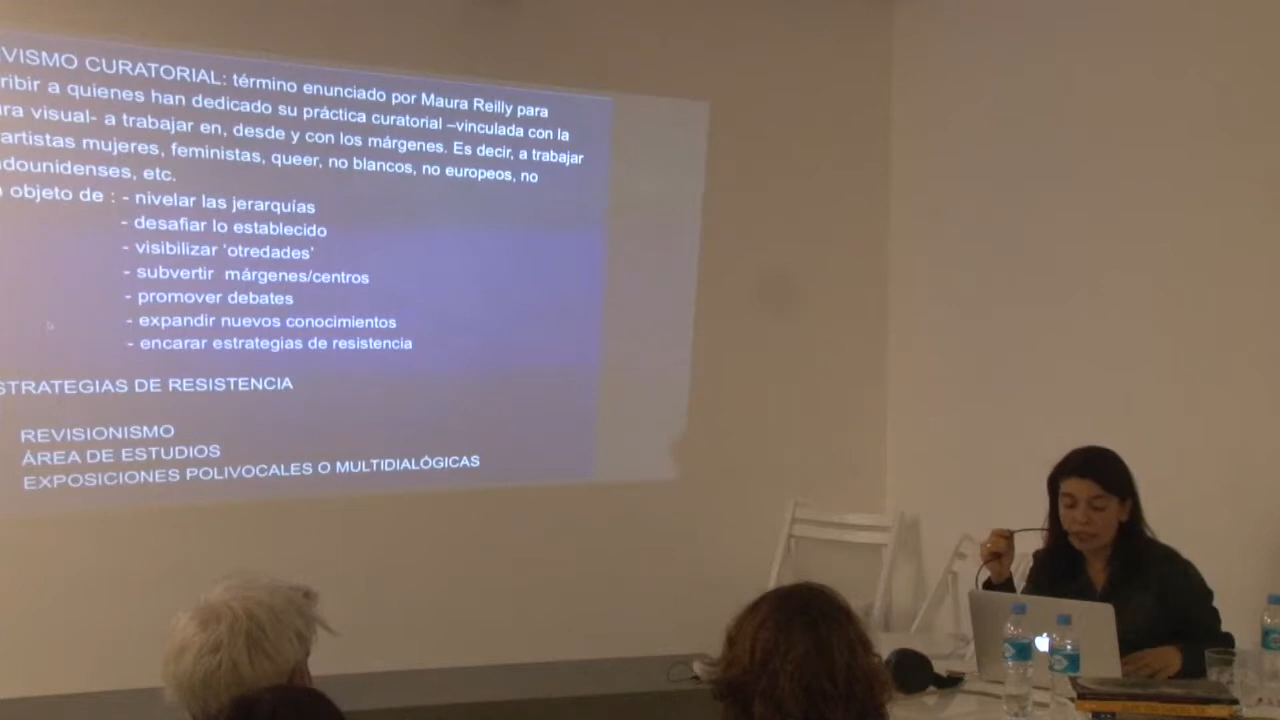 VISMO CURATORIAL: término enunciado por Maura Reilly para
ribir a quienes han dedicado su práctica curatorial –vinculada con la
ra visual- a trabajar en, desde y con los márgenes. Es decir, a trabajar
artistas mujeres, feministas, queer, no blancos, no europeos, no
dounidenses, etc.
objeto de : - nivelar las jerarquías
- desafiar lo establecido
- visibilizar 'otredades'
- subvertir márgenes/centros
- promover debates
- expandir nuevos conocimientos
- encarar estrategias de resistencia
STRATEGIAS DE RESISTENCIA
REVISIONISMO
ÁREA DE ESTUDIOS
EXPOSICIONES POLIVOCALES O MULTIDIALÓGICAS